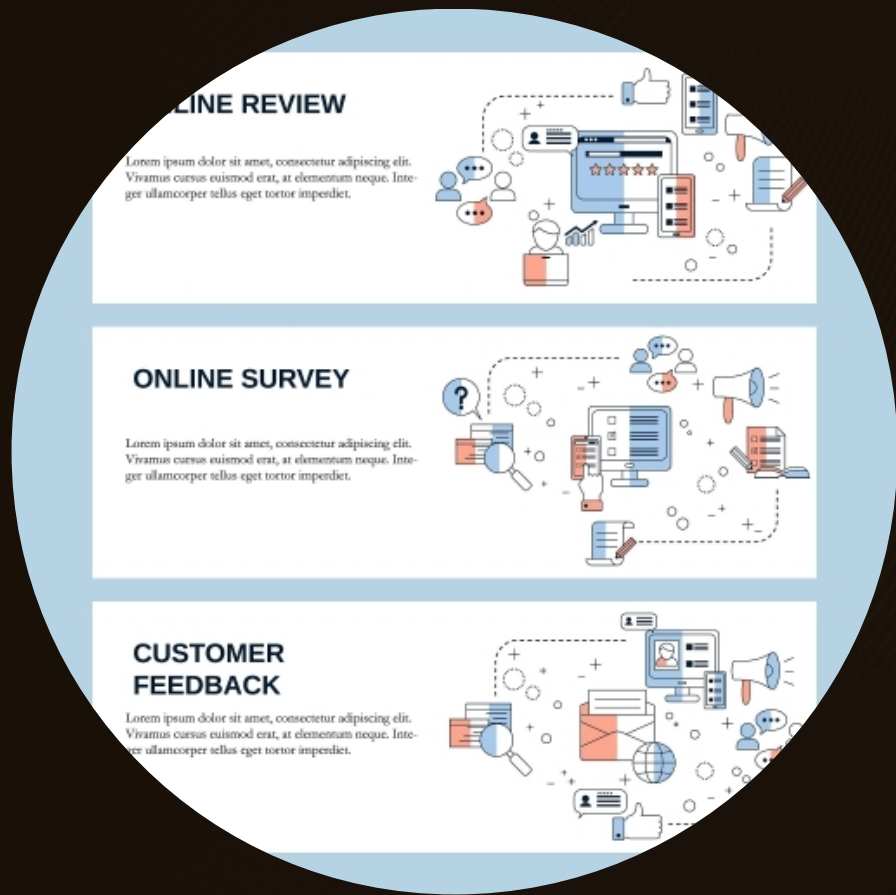 LINE REVIEW
Lorem ipsum dolor sit amet, consectetur adipiscing elit.
Vivamus cursus euismod erat, at elementum neque. Inte-
ger ullamcorper tellus eget tortor imperdiet.
ONLINE SURVEY
?
Lorem ipsum dolor sit amet, consectetur adipiscing elit.
Vivamus cursus euismod erat, at elementum neque. Inte-
ger ullamcorper tellus eget tortor imperdiet.
CUSTOMER
FEEDBACK
Lorem ipsum dolor sit amet, consectetur adipiscing elit.
Vivamus cursus euismod erat, at elementum neque. Inte-
ger ullamcorper tellus eget tortor imperdiet.